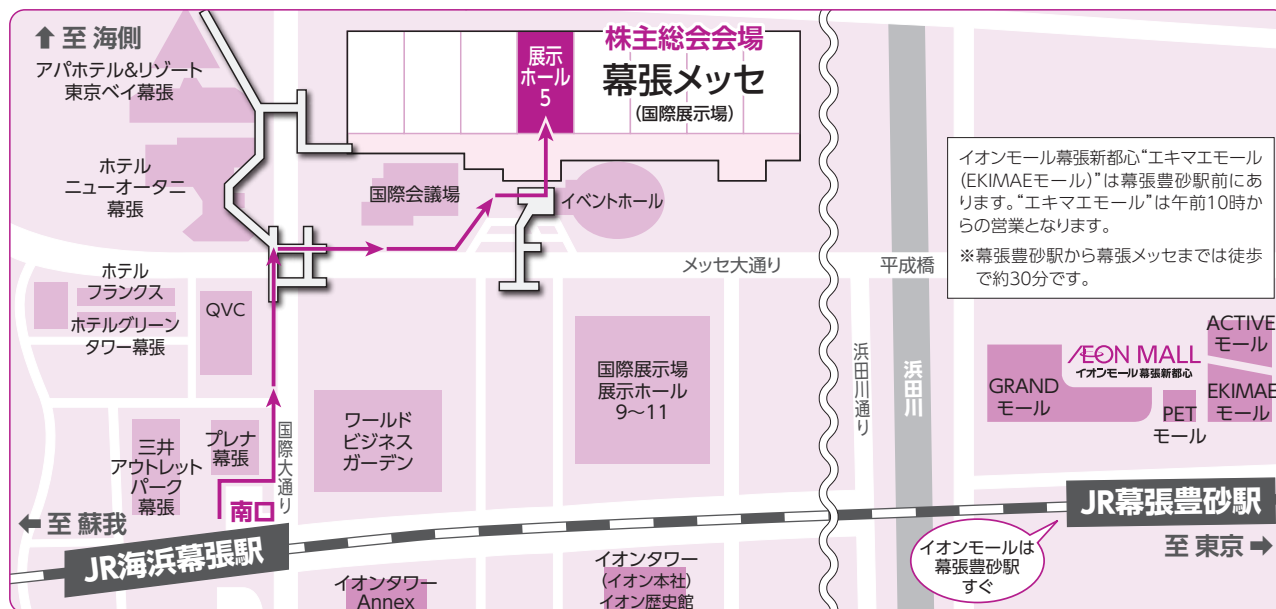 ↑ 至 海側
アパホテル&リゾート
東京ベイ幕張
ホテル
ニューオータニ
幕張
展示
ホール
5
株主総会会場
幕張メッセ
(国際展示場)
国際会議場
イベントホール
イオンモール幕張新都心“エキマエモール
(EKIMAEモール)”は幕張豊砂駅前にあ
ります。“エキマエモール”は午前10時か
らの営業となります。
※幕張豊砂駅から幕張メッセまでは徒歩
で約30分です。
メッセ大通り
平成橋
ホテル
フランクス
ホテルグリーン
タワー幕張
QVC
国際展示場
展示ホール
9〜11
浜田川通り
浜田川
ACTIVE
モール
ÆON MALL
イオンモール幕張新都心
GRAND
モール
PET
モール
EKIMAE
モール
三井
アウトレット
パーク
幕張
プレナ
幕張
国際大通り
ワールド
ビジネス
ガーデン
南口
← 至 蘇我
JR海浜幕張駅
JR幕張豊砂駅
至 東京 →
イオンモールは
幕張豊砂駅
すぐ
イオンタワー
Annex
イオンタワー
(イオン本社)
イオン歴史館